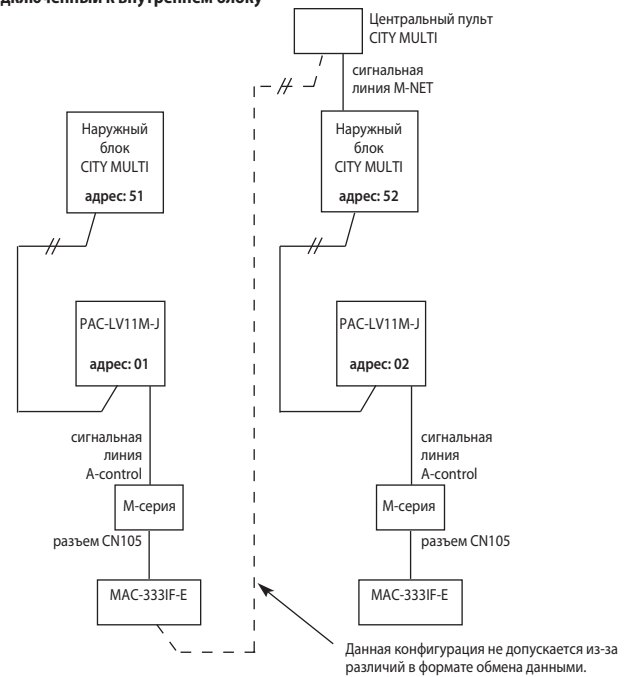 дключенный к внутреннем блоку
Центральный пульт
CITY MULTI
сигнальная
линия M-NET
Наружный
блок
CITY MULTI
адрес: 51
Наружный
блок
CITY MULTI
адрес: 52
PAC-LV11M-J
адрес: 01
PAC-LV11M-J
адрес: 02
сигнальная
линия
A-control
сигнальная
линия
A-control
М-серия
М-серия
разъем CN105
разъем CN105
MAC-333IF-E
MAC-333IF-E
Данная конфигурация не допускается из-за
различий в формате обмена данными.